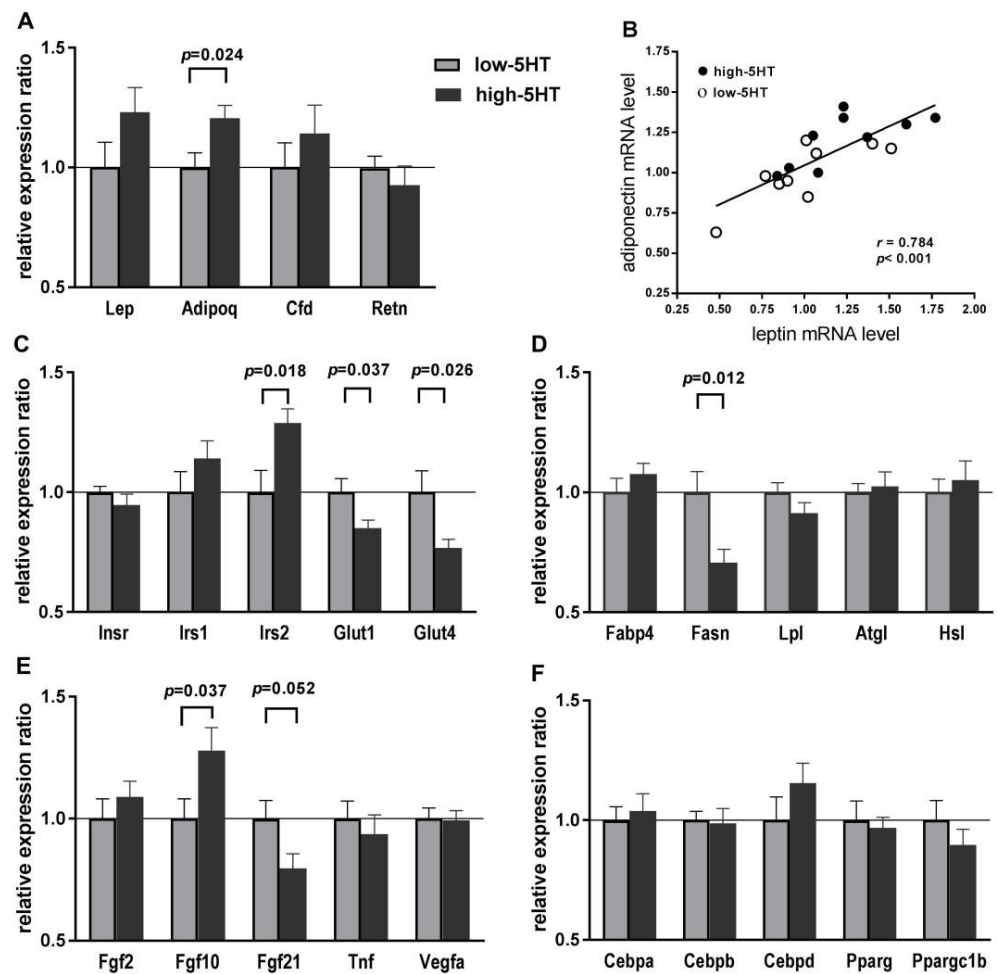 A
relative expression ratio
1.5
1.0
0.5
p=0.024
low-5HT
high-5HT
Lep Adipoq Cfd Retn
B
adiponectin mRNA level
1.75
1.50
1.25
1.00
0.75
0.50
0.25
high-5HT
low-5HT
r = 0.784
p< 0.001
0.25 0.50 0.75 1.00 1.25 1.50 1.75 2.00
leptin mRNA level
C
relative expression ratio
1.5
1.0
0.5
p=0.018 p=0.037 p=0.026
Insr Irs1 Irs2 Glut1 Glut4
D
relative expression ratio
1.5
1.0
0.5
p=0.012
Fabp4 Fasn Lpl Atgl Hsl
E
relative expression ratio
1.5
1.0
0.5
p=0.037 p=0.052
Fgf2 Fgf10 Fgf21 Tnf Vegfa
F
relative expression ratio
1.5
1.0
0.5
Cebpa Cebpb Cebpd Pparg Ppargc1b